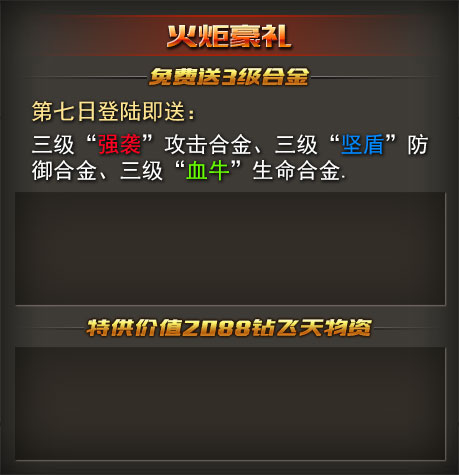 火炬豪礼
免费送3级合金
第七日登陆即送：
三级“强袭”攻击合金、三级“坚盾”防
御合金、三级“血牛”生命合金.
特供价值2088钻飞天物资